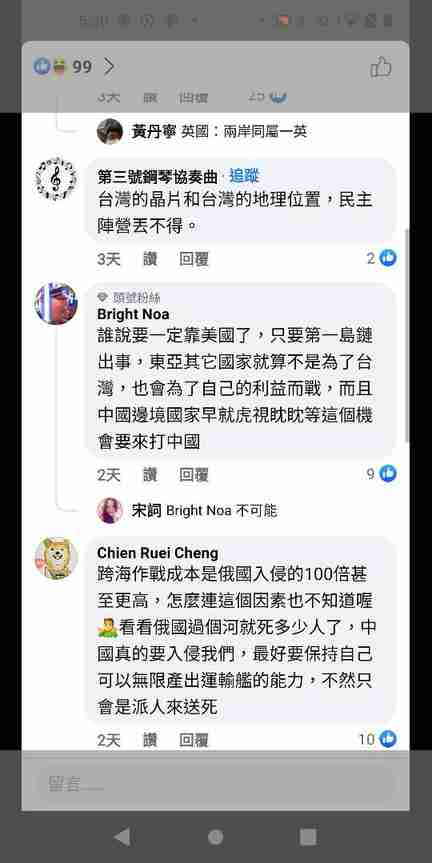 99
3天 讚 回覆 25
黃丹寧 英國：兩岸同屬一英
第三號鋼琴協奏曲 · 追蹤
台灣的晶片和台灣的地理位置，民主
陣營丟不得。
3天 讚 回覆 2
頭號粉絲
Bright Noa
誰說要一定靠美國了，只要第一島鏈
出事，東亞其它國家就算不是為了台
灣，也會為了自己的利益而戰，而且
中國邊境國家早就虎視眈眈等這個機
會要來打中國
2天 讚 回覆 9
宋詞 Bright Noa 不可能
Chien Ruei Cheng
跨海作戰成本是俄國入侵的100倍甚
至更高，怎麼連這個因素也不知道喔
🤷看看俄國過個河就死多少人了，中
國真的要入侵我們，最好要保持自己
可以無限產出運輸艦的能力，不然只
會是派人來送死
2天 讚 回覆 10
留言......